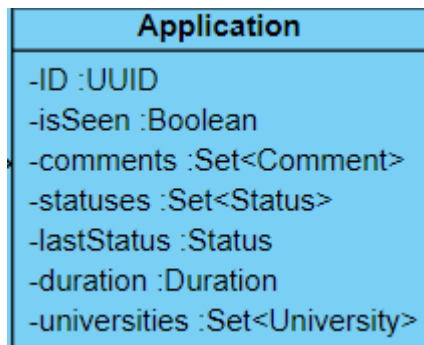 Application
-ID :UUID
-isSeen :Boolean
-comments :Set<Comment>
-statuses :Set<Status>
-lastStatus :Status
-duration :Duration
-universities :Set<University>